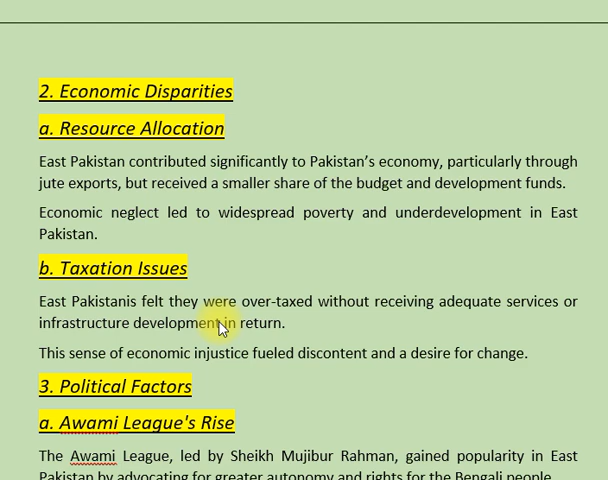 2. Economic Disparities
a. Resource Allocation
East Pakistan contributed significantly to Pakistan’s economy, particularly through
jute exports, but received a smaller share of the budget and development funds.
Economic neglect led to widespread poverty and underdevelopment in East
Pakistan.
b. Taxation Issues
East Pakistanis felt they were over-taxed without receiving adequate services or
infrastructure development in return.
This sense of economic injustice fueled discontent and a desire for change.
3. Political Factors
a. Awami League's Rise
The Awami League, led by Sheikh Mujibur Rahman, gained popularity in East
Pakistan by advocating for greater autonomy and rights for the Bengali people.